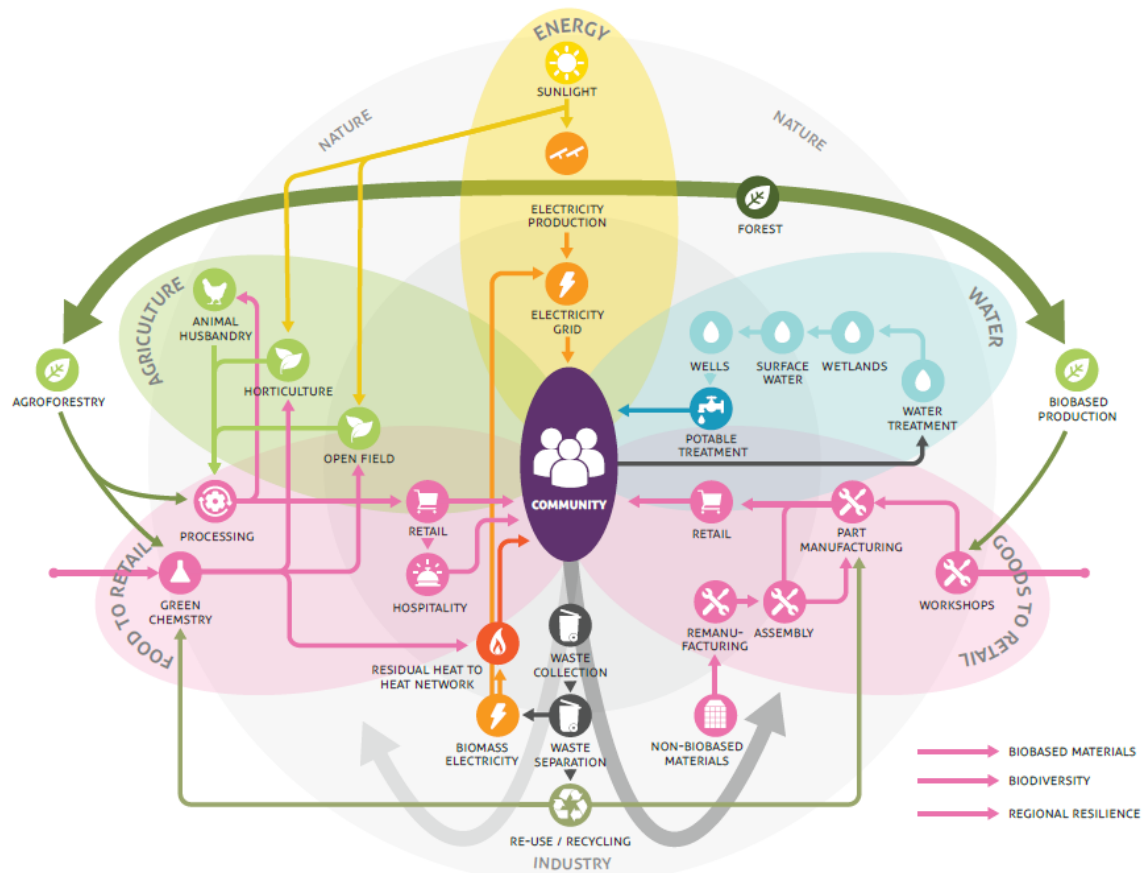 ENERGY
SUNLIGHT
NATURE
NATURE
ELECTRICITY
PRODUCTION
FOREST
AGRICULTURE
ANIMAL
HUSBANDRY
ELECTRICITY
GRID
WATER
WELLS
SURFACE
WATER
WETLANDS
AGROFORESTRY
HORTICULTURE
BIOBASED
PRODUCTION
WATER
TREATMENT
POTABLE
TREATMENT
OPEN FIELD
COMMUNITY
PROCESSING
RETAIL
RETAIL
PART
MANUFACTURING
FOOD TO RETAIL
GREEN
CHEMSTRY
HOSPITALITY
GOODS TO RETAIL
WORKSHOPS
REMANU-
FACTURING
ASSEMBLY
RESIDUAL HEAT TO
HEAT NETWORK
WASTE
COLLECTION
BIOMASS
ELECTRICITY
WASTE
SEPARATION
NON-BIOBASED
MATERIALS
BIOBASED MATERIALS
BIODIVERSITY
REGIONAL RESILIENCE
RE-USE / RECYCLING
INDUSTRY